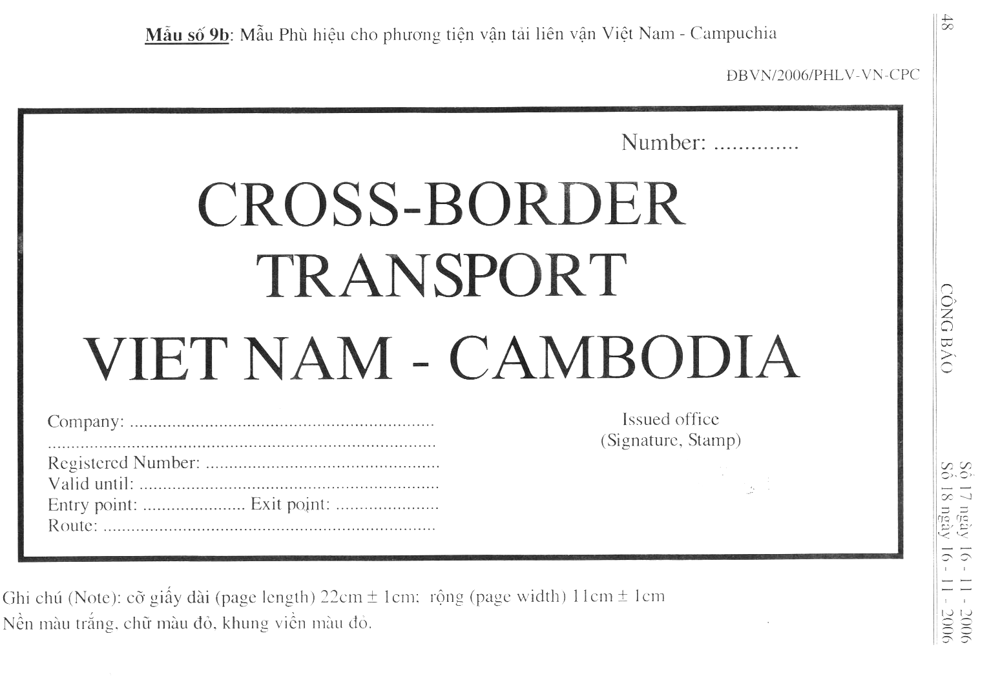 Mẫu số 9b: Mẫu Phù hiệu cho phương tiện vận tải liên vận Việt Nam - Campuchia
ĐBVN/2006/PHLV-VN-CPC
Number: ..............
CROSS-BORDER
TRANSPORT
VIET NAM - CAMBODIA
Company: .................................................................
...................................................................................
Registered Number: ..................................................
Valid until: ................................................................
Entry point: ...................... Exit point: ......................
Route: .......................................................................
Issued office
(Signature, Stamp)
Ghi chú (Note): cỡ giấy dài (page length) 22cm ± 1cm; rộng (page width) 11cm ± 1cm
Nền màu trắng, chữ màu đỏ, khung viền màu đỏ.
48
CÔNG BÁO
Số 17 ngày 16 - 11 - 2006
Số 18 ngày 16 - 11 - 2006